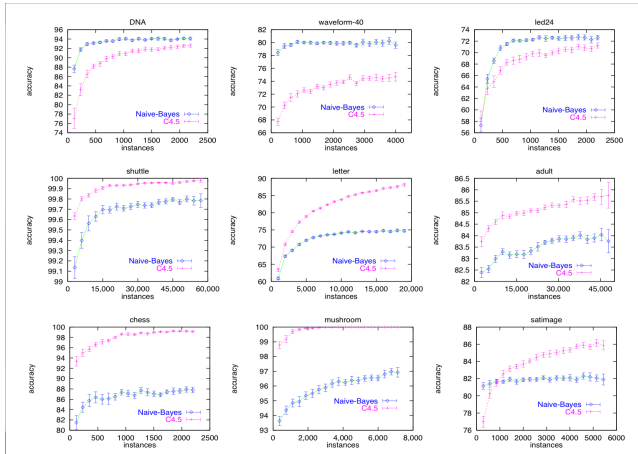 DNA
96
94
92
90
88
86
84
82
80
78
76
74
accuracy
Naive-Bayes
C4.5
0 500 1000 1500 2000 2500
instances
waveform-40
82
80
78
76
74
72
70
68
66
accuracy
Naive-Bayes
C4.5
0 1000 2000 3000 4000
instances
led24
74
72
70
68
66
64
62
60
58
56
accuracy
Naive-Bayes
C4.5
0 500 1000 1500 2000 2500
instances
shuttle
100
99.9
99.8
99.7
99.6
99.5
99.4
99.3
99.2
99.1
99
accuracy
Naive-Bayes
C4.5
0 15,000 30,000 45,000 60,000
instances
letter
90
85
80
75
70
65
60
accuracy
Naive-Bayes
C4.5
0 5,000 10,000 15,000 20,000
instances
adult
86.5
86
85.5
85
84.5
84
83.5
83
82.5
accuracy
Naive-Bayes
C4.5
0 15,000 30,000 45,000
instances
chess
100
98
96
94
92
90
88
86
84
82
80
accuracy
Naive-Bayes
C4.5
0 500 1000 1500 2000 2500
instances
mushroom
100
99
98
97
96
95
94
93
accuracy
Naive-Bayes
C4.5
0 2,000 4,000 6,000 8,000
instances
satimage
88
86
84
82
80
78
76
accuracy
Naive-Bayes
C4.5
0 1000 2000 3000 4000 5000 6000
instances